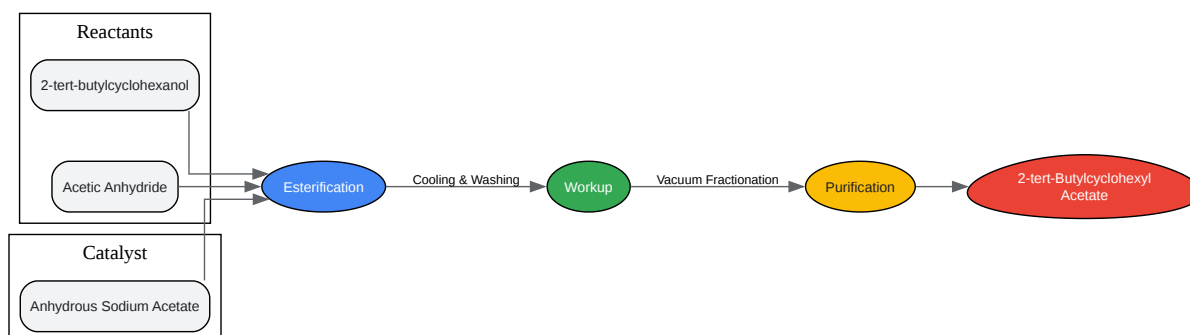 Reactants
2-tert-butylcyclohexanol
Acetic Anhydride
Catalyst
Anhydrous Sodium Acetate
Esterification
Cooling & Washing
Workup
Vacuum Fractionation
Purification
2-tert-Butylcyclohexyl
Acetate